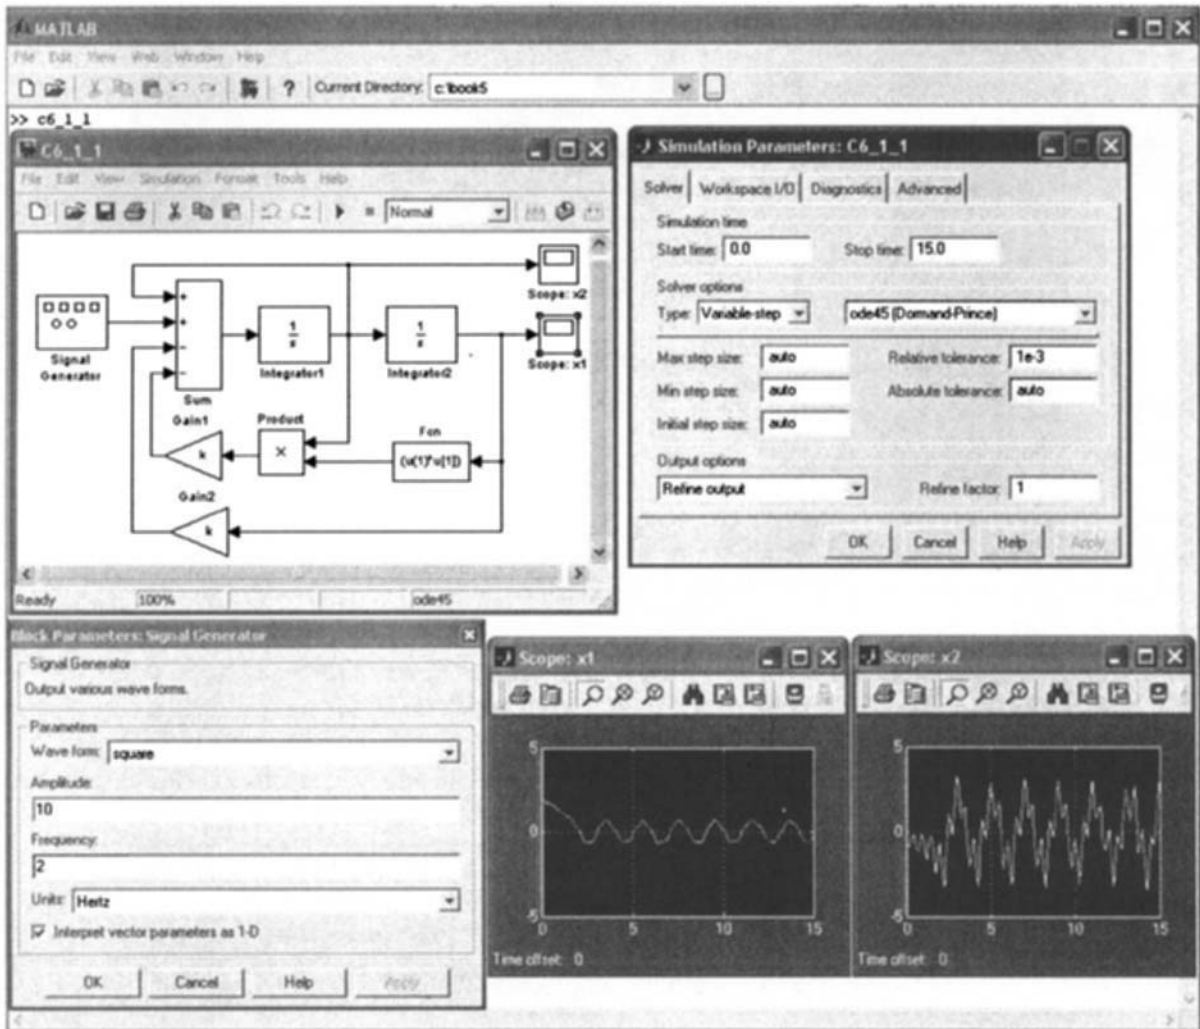 MATLAB
File Edit View Web Window Help
? Current Directory: c:\book5
>> c6_1_1
C6_1_1
File Edit View Simulation Format Tools Help
Normal
Signal Generator
Sum
Integrator1
1
s
Integrator2
1
s
Scope: x2
Scope: x1
Gain1
k
Product
×
Fcn
(u(1)*u[1])
Gain2
k
Ready 100% ode45
Simulation Parameters: C6_1_1
Solver Workspace I/O Diagnostics Advanced
Simulation time
Start time: 0.0 Stop time: 15.0
Solver options
Type: Variable-step ode45 (Dormand-Prince)
Max step size: auto Relative tolerance: 1e-3
Min step size: auto Absolute tolerance: auto
Initial step size: auto
Output options
Refine output Refine factor: 1
OK Cancel Help Apply
Block Parameters: Signal Generator
Signal Generator
Output various wave forms.
Parameters
Wave form: square
Amplitude:
10
Frequency:
2
Units: Hertz
Interpret vector parameters as 1-D
OK Cancel Help Apply
Scope: x1
5
0
-5
0 5 10 15
Time offset: 0
Scope: x2
5
0
-5
0 5 10 15
Time offset: 0